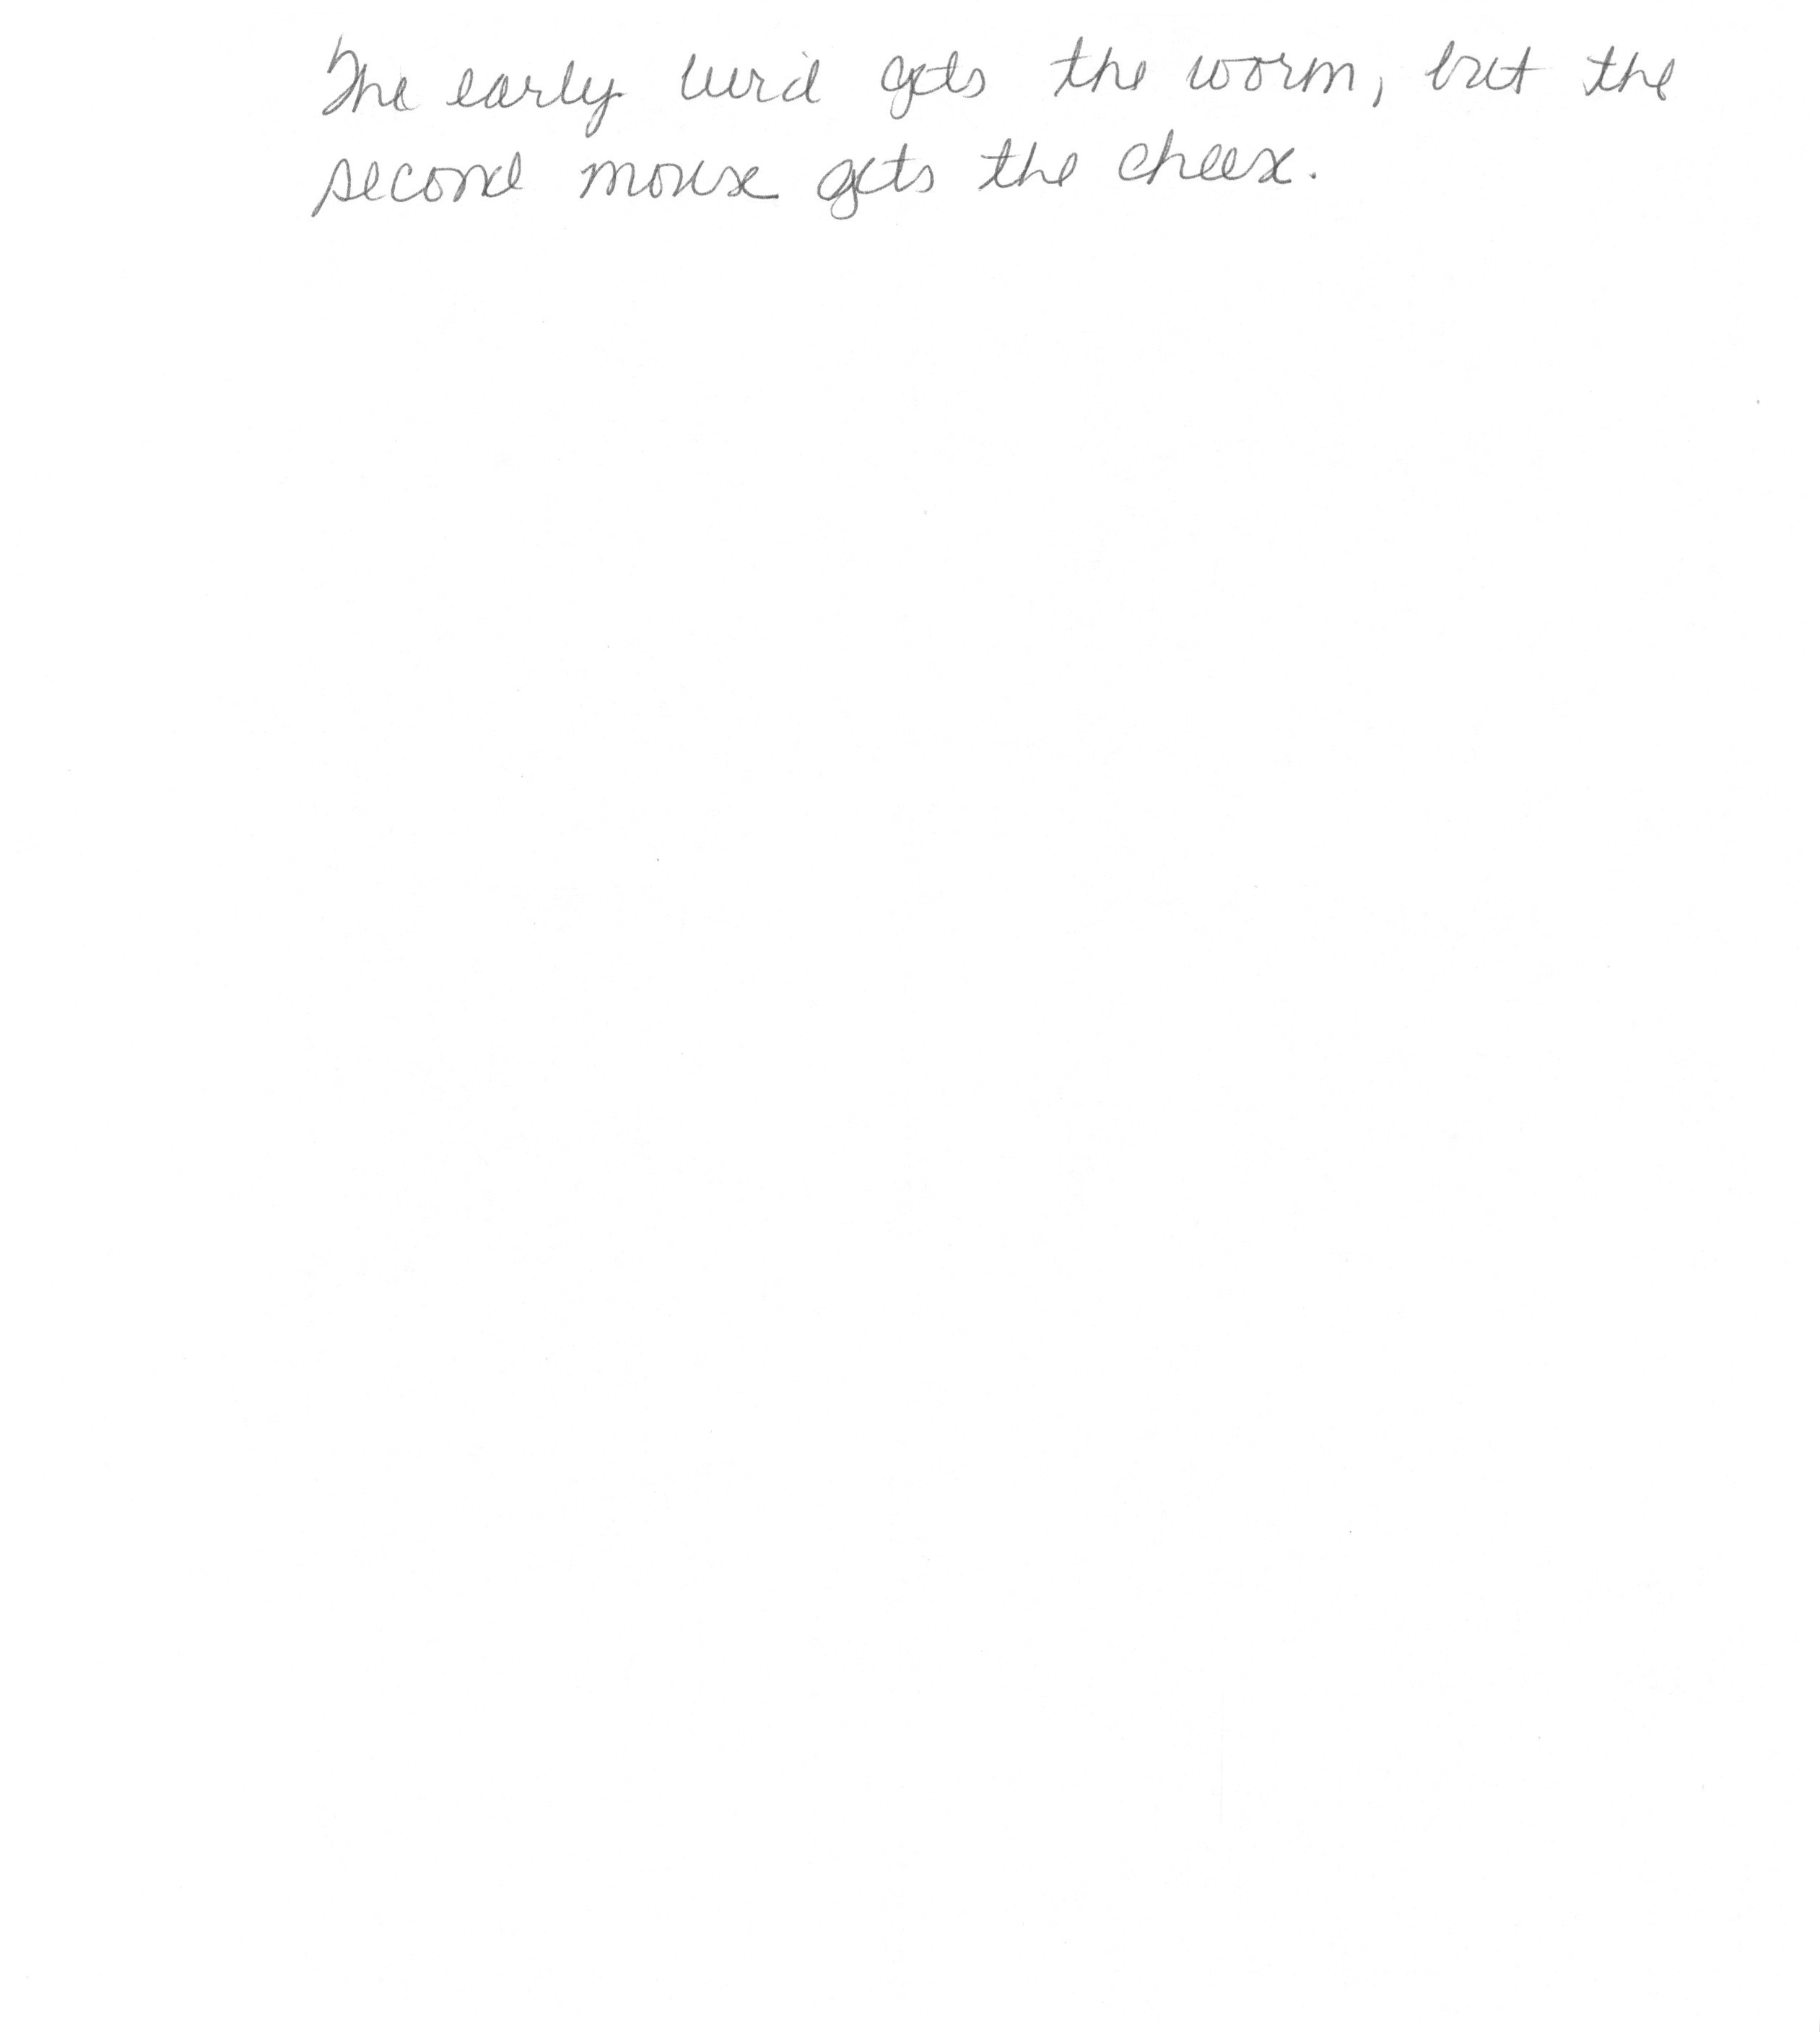 The early bird gets the worm, but the
second mouse gets the cheese.